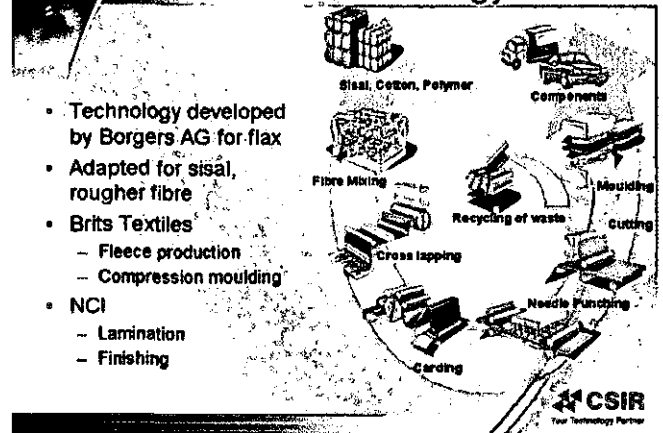 • Technology developed
by Borgers AG for flax
• Adapted for sisal,
rougher fibre
• Brits Textiles
– Fleece production
– Compression moulding
• NCI
– Lamination
– Finishing
Sisal, Cotton, Polymer
Components
Fibre Mixing
Moulding
Recycling of waste
Cutting
Cross lapping
Needle Punching
Carding
CSIR
Your Technology Partner